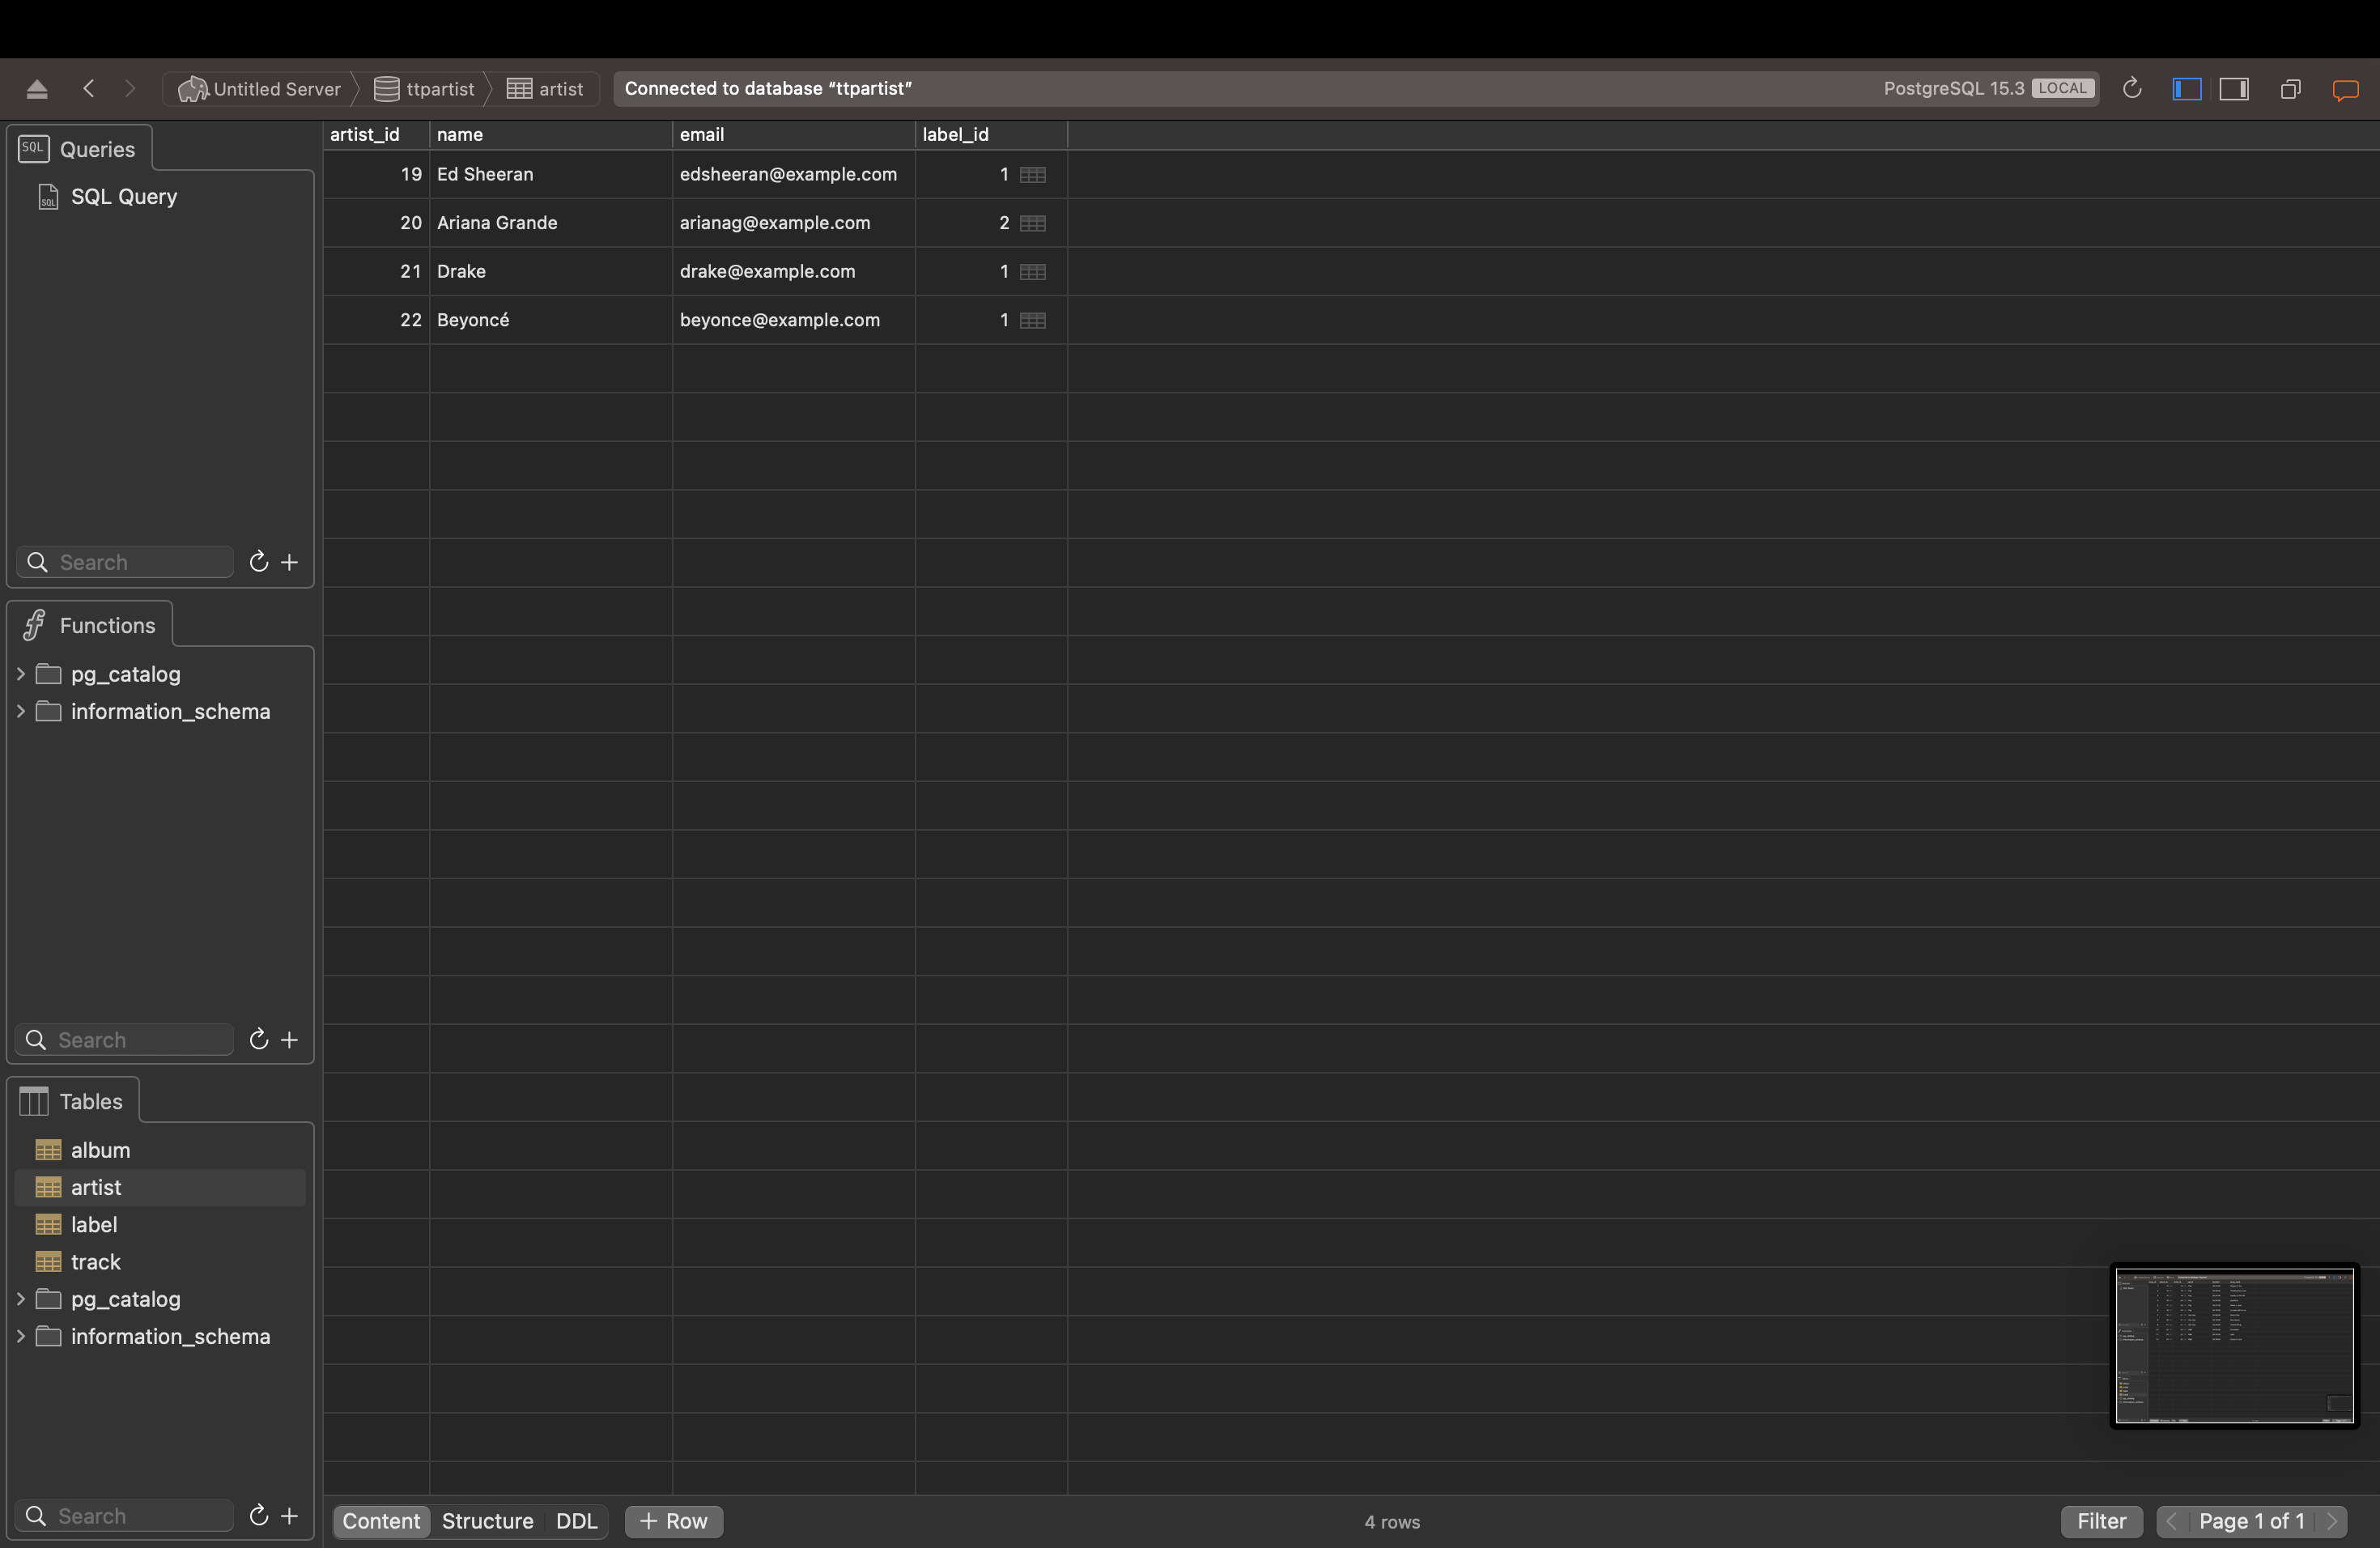 Untitled Server ttpartist artist Connected to database “ttpartist” PostgreSQL 15.3 LOCAL
SQL Queries
SQL SQL Query
Search
Functions
pg_catalog
information_schema
Search
Tables
album
artist
label
track
pg_catalog
information_schema
Search
artist_id name email label_id
19 Ed Sheeran edsheeran@example.com 1
20 Ariana Grande arianag@example.com 2
21 Drake drake@example.com 1
22 Beyoncé beyonce@example.com 1
Content Structure DDL + Row 4 rows Filter Page 1 of 1